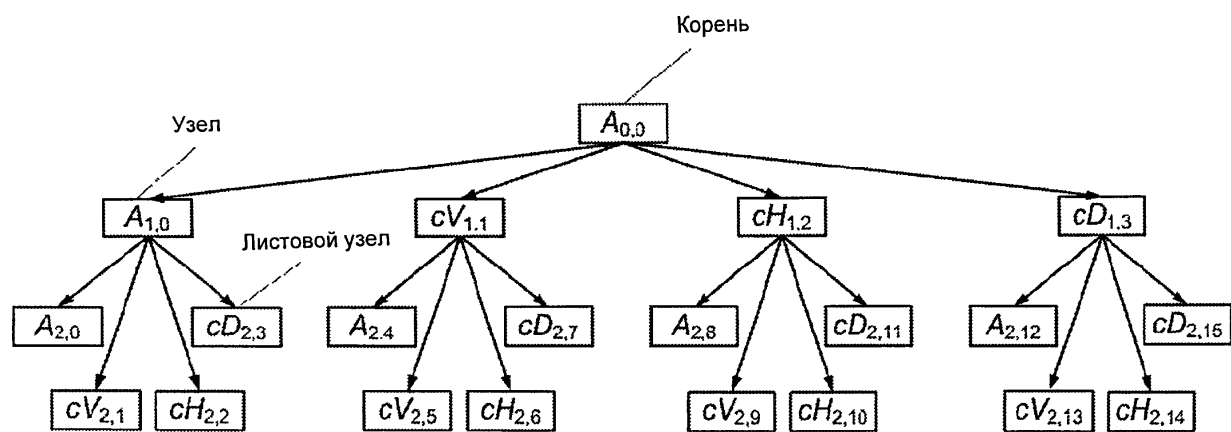 Корень
A0,0
Узел
A1,0
cV1.1
cH1,2
cD1.3
Листовой узел
A2,0
cD2,3
A2.4
cD2,7
A2,8
cD2,11
A2,12
cD2,15
cV2,1
cH2,2
cV2,5
cH2,6
cV2,9
cH2,10
cV2,13
cH2,14